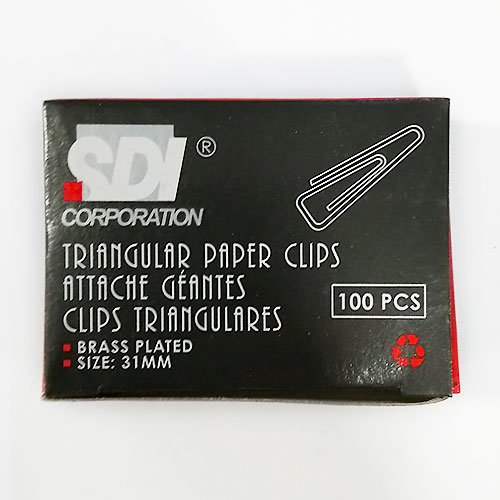 SDI ®
CORPORATION
TRIANGULAR PAPER CLIPS
ATTACHE GÉANTES
CLIPS TRIANGULARES
100 PCS
▪ BRASS PLATED
▪ SIZE: 31MM